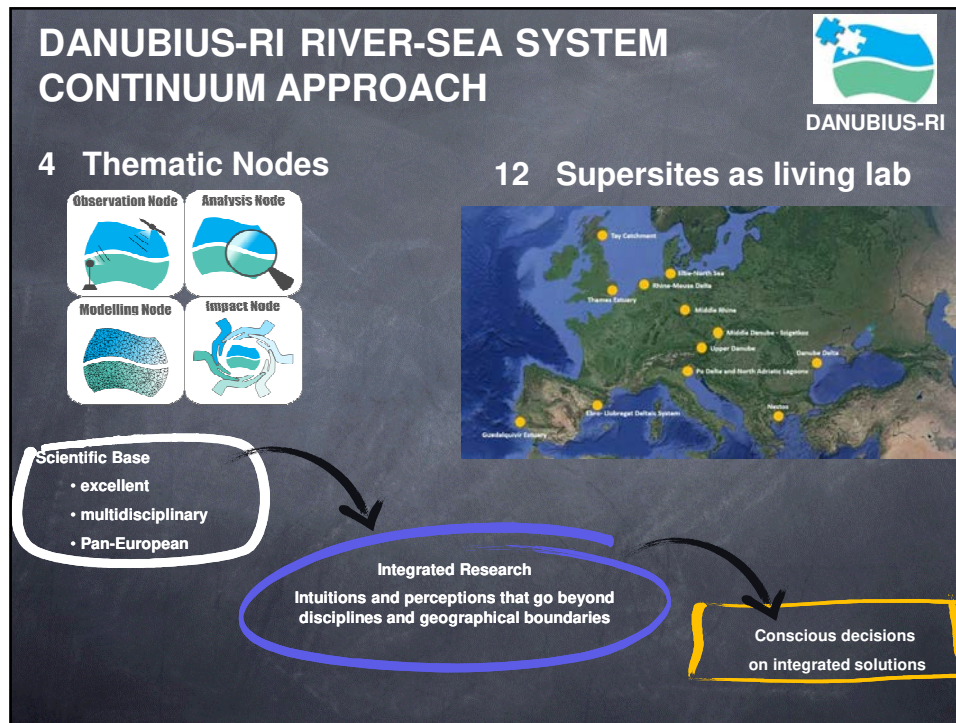 DANUBIUS-RI RIVER-SEA SYSTEM
CONTINUUM APPROACH
DANUBIUS-RI
4 Thematic Nodes
Observation Node
Analysis Node
Modelling Node
Impact Node
12 Supersites as living lab
Tay Catchment
Elbe-North Sea
Rhine-Meuse Delta
Thames Estuary
Middle Rhine
Middle Danube - Szigetkoz
Upper Danube
Danube Delta
Po Delta and North Adriatic Lagoons
Ebro- Llobregat Deltaic System
Nestos
Guadalquivir Estuary
Scientific Base
• excellent
• multidisciplinary
• Pan-European
Integrated Research
Intuitions and perceptions that go beyond
disciplines and geographical boundaries
Conscious decisions
on integrated solutions